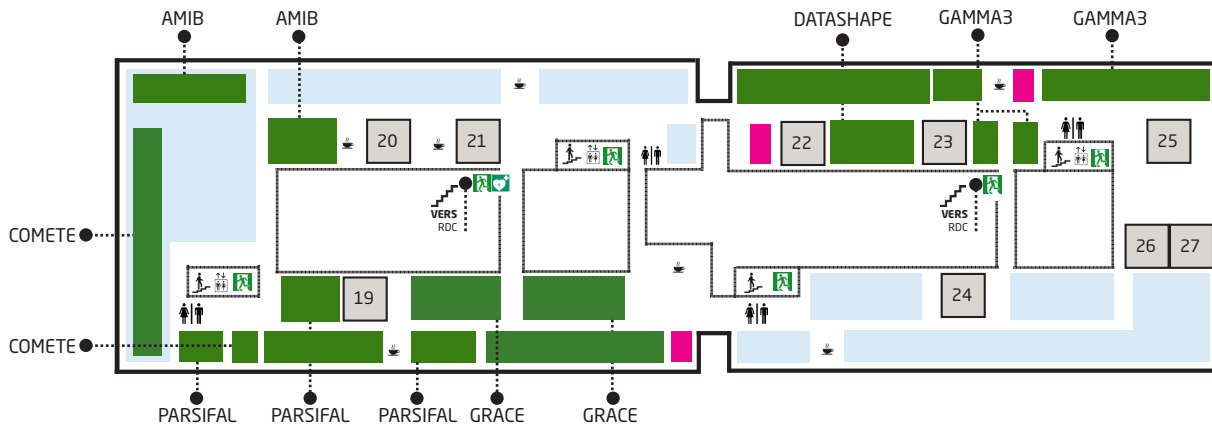 AMIB
AMIB
DATASHAPE
GAMMA3
GAMMA3
20
21
22
23
25
VERS
RDC
VERS
RDC
COMETE
26
27
19
24
COMETE
PARSIFAL
PARSIFAL
PARSIFAL
GRACE
GRACE